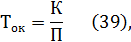 Т_ок = К/П (39),